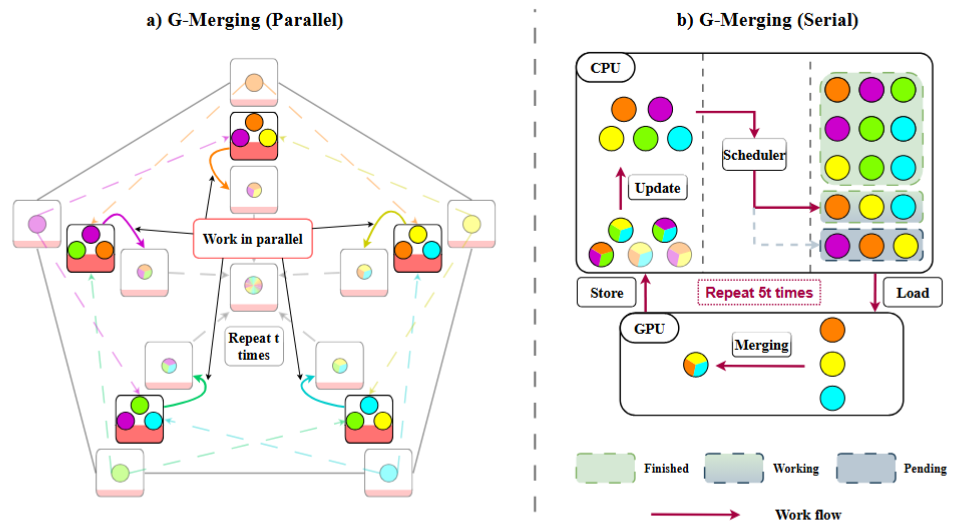 a) G-Merging (Parallel)
b) G-Merging (Serial)
Work in parallel
Repeat t
times
CPU
Scheduler
Update
Store
Repeat 5t times
Load
GPU
Merging
Finished
Working
Pending
Work flow